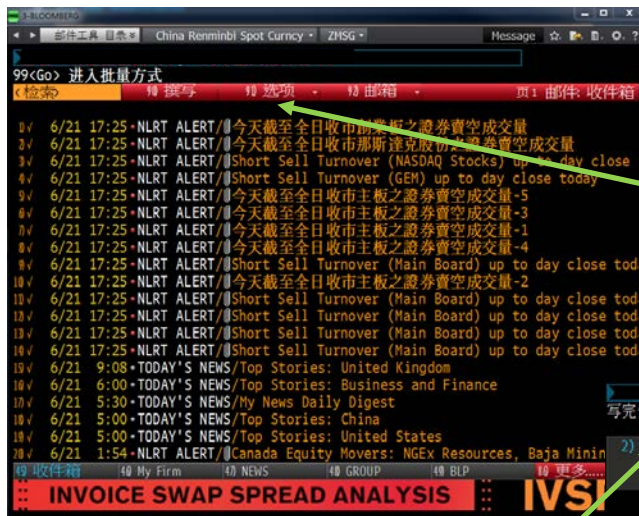 3-BLOOMBERG
邮件工具 目录 China Renminbi Spot Curncy ZMSG Message
99<Go> 进入批量方式
<检索> 撰写 选项 邮箱 页1 邮件: 收件箱
6/21 17:25 NLRT ALERT/今天截至全日收市創業板之證券賣空成交量
6/21 17:25 NLRT ALERT/今天截至全日收市那斯達克股份之證券賣空成交量
6/21 17:25 NLRT ALERT/Short Sell Turnover (NASDAQ Stocks) up to day close
6/21 17:25 NLRT ALERT/Short Sell Turnover (GEM) up to day close today
6/21 17:25 NLRT ALERT/今天截至全日收市主板之證券賣空成交量-5
6/21 17:25 NLRT ALERT/今天截至全日收市主板之證券賣空成交量-3
6/21 17:25 NLRT ALERT/今天截至全日收市主板之證券賣空成交量-1
6/21 17:25 NLRT ALERT/今天截至全日收市主板之證券賣空成交量-4
6/21 17:25 NLRT ALERT/Short Sell Turnover (Main Board) up to day close tod
6/21 17:25 NLRT ALERT/今天截至全日收市主板之證券賣空成交量-2
6/21 17:25 NLRT ALERT/Short Sell Turnover (Main Board) up to day close tod
6/21 17:25 NLRT ALERT/Short Sell Turnover (Main Board) up to day close tod
6/21 17:25 NLRT ALERT/Short Sell Turnover (Main Board) up to day close tod
6/21 17:25 NLRT ALERT/Short Sell Turnover (Main Board) up to day close tod
6/21 9:08 TODAY'S NEWS/Top Stories: United Kingdom
6/21 6:00 TODAY'S NEWS/Top Stories: Business and Finance
6/21 5:30 TODAY'S NEWS/My News Daily Digest
6/21 5:00 TODAY'S NEWS/Top Stories: China
6/21 5:00 TODAY'S NEWS/Top Stories: United States
6/21 1:54 NLRT ALERT/Canada Equity Movers: NGEx Resources, Baja Minin
写完
2)
收件箱 My Firm NEWS GROUP BLP 更多.....
INVOICE SWAP SPREAD ANALYSIS IVSP